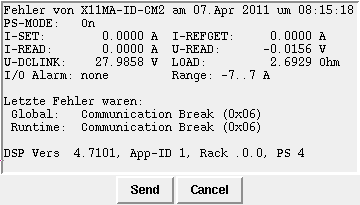 Fehler von X11MA-ID-CM2 am 07.Apr 2011 um 08:15:18
PS-MODE: On
I-SET: 0.0000 A I-REFGET: 0.0000 A
I-READ: 0.0000 A U-READ: -0.0156 V
U-DCLINK: 27.9858 V LOAD: 2.6929 Ohm
I/O Alarm: none Range: -7..7 A
Letzte Fehler waren:
Global: Communication Break (0x06)
Runtime: Communication Break (0x06)
DSP Vers 4.7101, App-ID 1, Rack .0.0, PS 4
Send Cancel